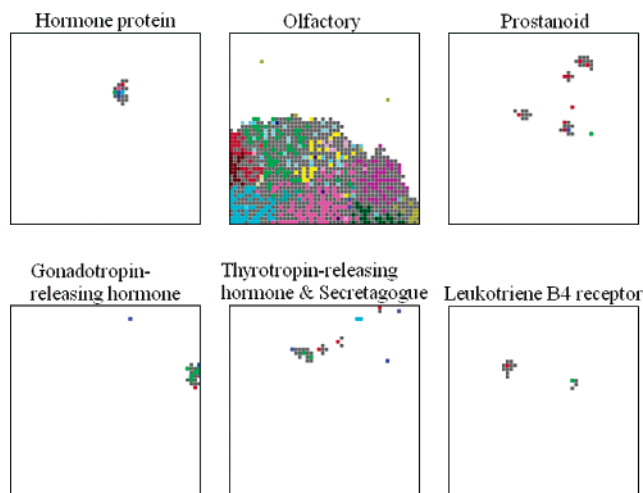 Hormone protein
Olfactory
Prostanoid
Gonadotropin-
releasing hormone
Thyrotropin-releasing
hormone & Secretagogue
Leukotriene B4 receptor